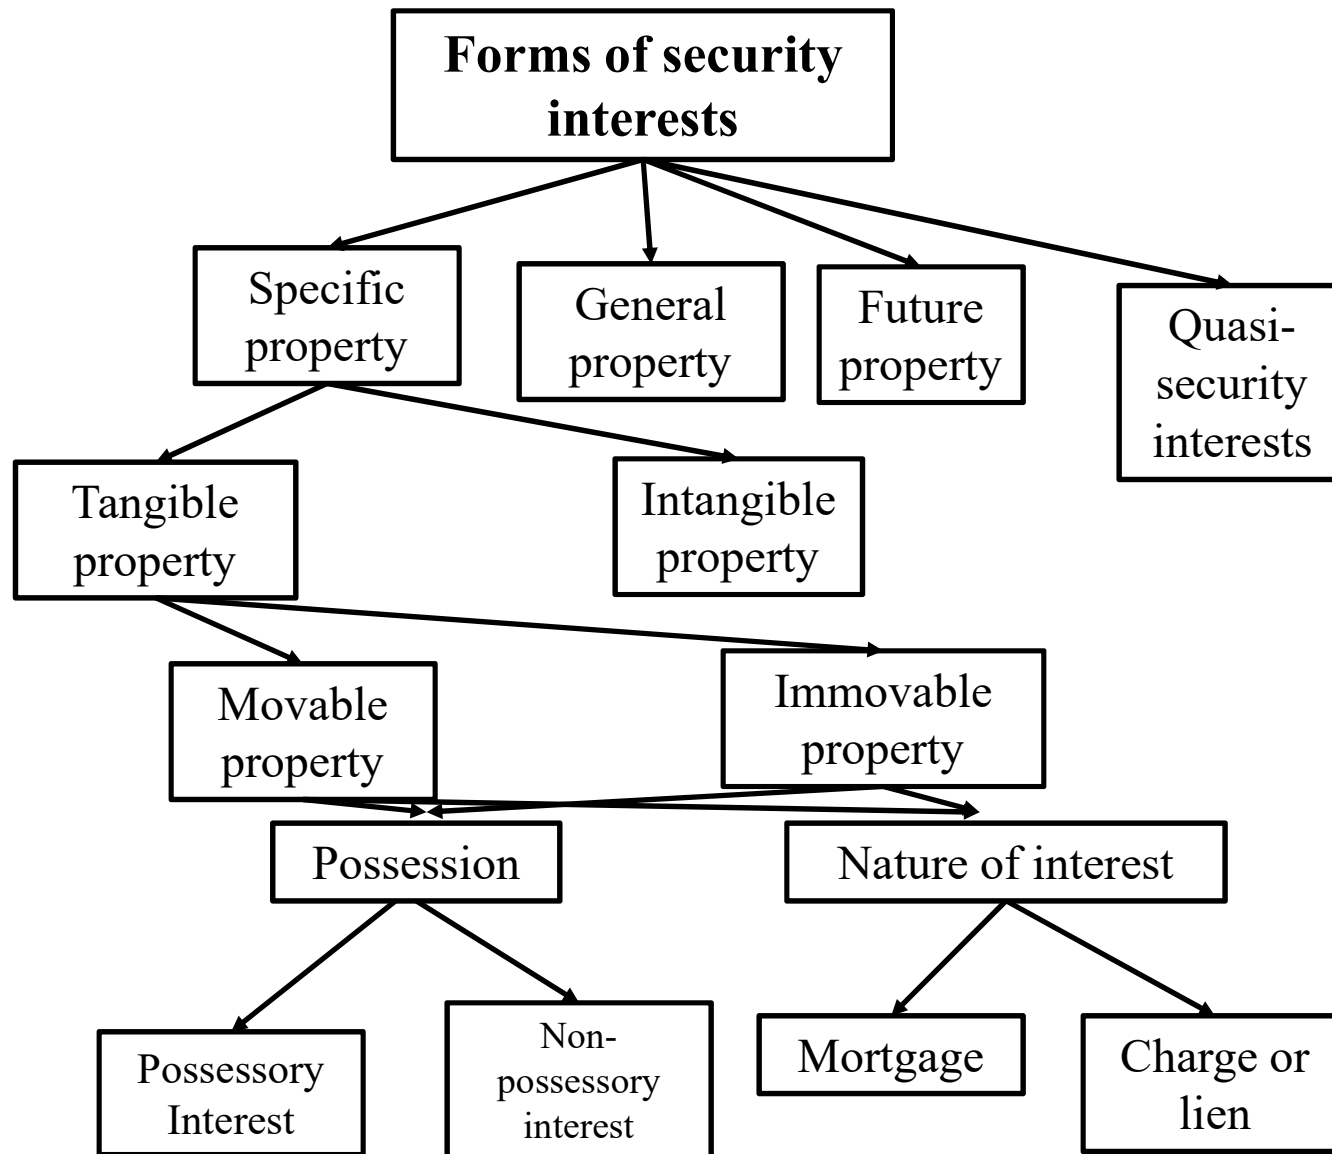 Forms of security
interests
Specific
property
General
property
Future
property
Quasi-
security
interests
Tangible
property
Intangible
property
Movable
property
Immovable
property
Possession
Nature of interest
Possessory
Interest
Non-
possessory
interest
Mortgage
Charge or
lien